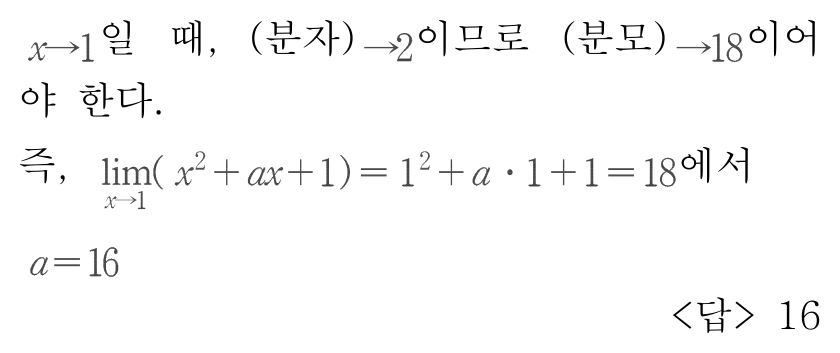 x→1일 때, (분자)→2이므로 (분모)→18이어
야 한다.
즉, lim(x→1)( x²+ax+1)=1²+a·1+1=18에서
a=16
<답> 16